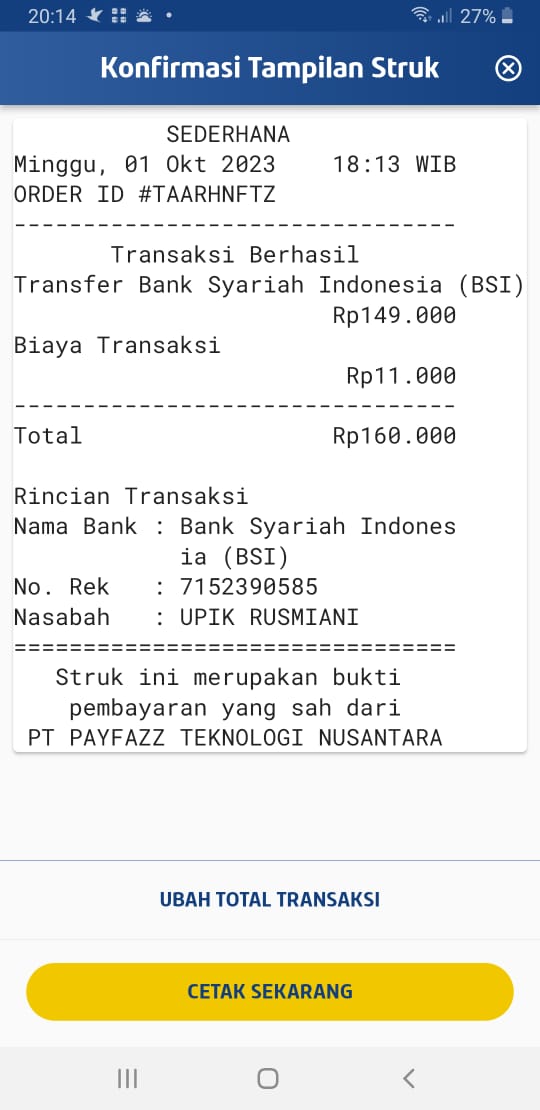 20:14
27%
Konfirmasi Tampilan Struk
SEDERHANA
Minggu, 01 Okt 2023 18:13 WIB
ORDER ID #TAARHNFTZ
--------------------------------
Transaksi Berhasil
Transfer Bank Syariah Indonesia (BSI)
Rp149.000
Biaya Transaksi
Rp11.000
--------------------------------
Total Rp160.000
Rincian Transaksi
Nama Bank : Bank Syariah Indones
ia (BSI)
No. Rek : 7152390585
Nasabah : UPIK RUSMIANI
================================
Struk ini merupakan bukti
pembayaran yang sah dari
PT PAYFAZZ TEKNOLOGI NUSANTARA
UBAH TOTAL TRANSAKSI
CETAK SEKARANG